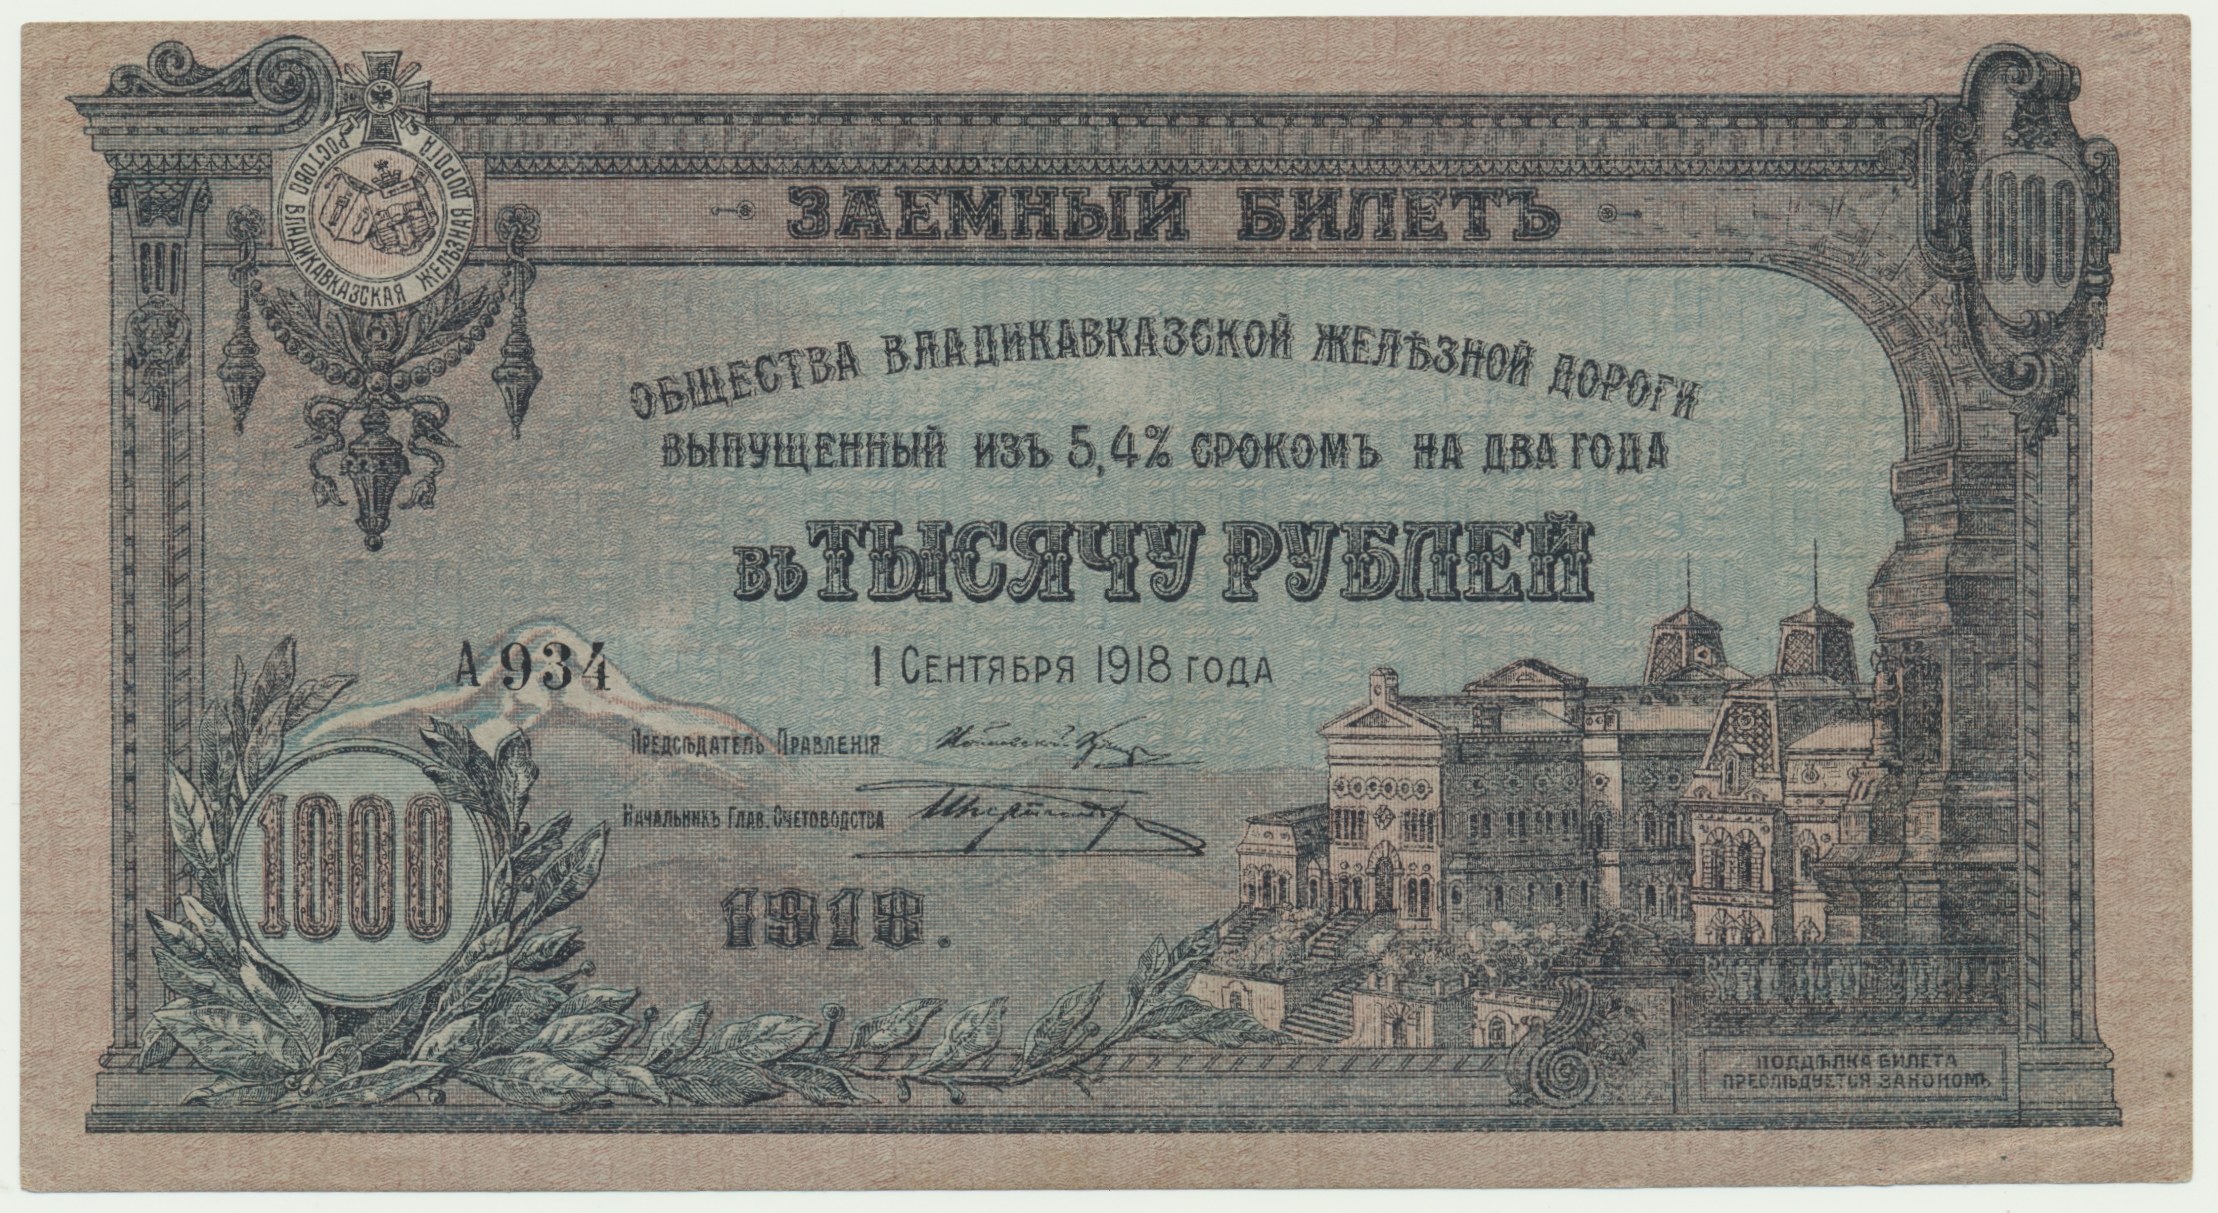 РОСТОВО ВЛАДИКАВКАЗСКАЯ ЖЕЛѢЗНАЯ ДОРОГА
1000
ЗАЕМНЫЙ БИЛЕТЪ
ОБЩЕСТВА ВЛАДИКАВКАЗСКОЙ ЖЕЛѢЗНОЙ ДОРОГИ
ВЫПУЩЕННЫЙ ИЗЪ 5,4% СРОКОМЪ НА ДВА ГОДА
ВЪ ТЫСЯЧУ РУБЛЕЙ
А 934
1 СЕНТЯБРЯ 1918 ГОДА
ПРЕДСѢДАТЕЛЬ ПРАВЛЕНІЯ
НАЧАЛЬНИКЪ ГЛАВ. СЧЕТОВОДСТВА
1000
1918.
ПОДДѢЛКА БИЛЕТА
ПРЕСЛѢДУЕТСЯ ЗАКОНОМЪ